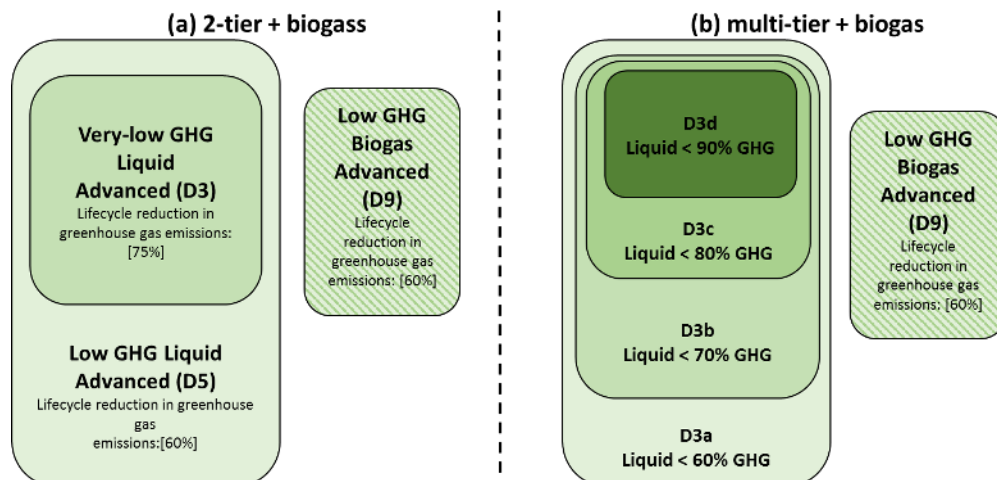 (a) 2-tier + biogass
Very-low GHG
Liquid
Advanced (D3)
Lifecycle reduction in
greenhouse gas emissions:
[75%]
Low GHG Liquid
Advanced (D5)
Lifecycle reduction in greenhouse
gas
emissions:[60%]
Low GHG
Biogas
Advanced
(D9)
Lifecycle
reduction in
greenhouse gas
emissions: [60%]
(b) multi-tier + biogas
D3d
Liquid < 90% GHG
D3c
Liquid < 80% GHG
D3b
Liquid < 70% GHG
D3a
Liquid < 60% GHG
Low GHG
Biogas
Advanced
(D9)
Lifecycle
reduction in
greenhouse gas
emissions: [60%]